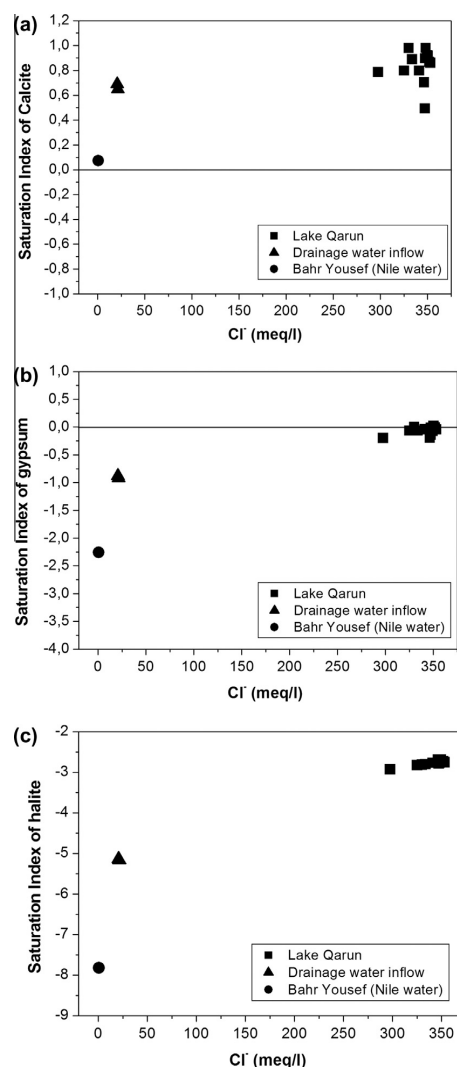 (a)
Saturation Index of Calcite
1,2
1,0
0,8
0,6
0,4
0,2
0,0
-0,2
-0,4
-0,6
-0,8
-1,0
0 50 100 150 200 250 300 350
Cl⁻ (meq/l)
Lake Qarun
Drainage water inflow
Bahr Yousef (Nile water)
(b)
Saturation Index of gypsum
1,0
0,5
0,0
-0,5
-1,0
-1,5
-2,0
-2,5
-3,0
-3,5
-4,0
0 50 100 150 200 250 300 350
Cl⁻ (meq/l)
Lake Qarun
Drainage water inflow
Bahr Yousef (Nile water)
(c)
Saturation Index of halite
-2
-3
-4
-5
-6
-7
-8
-9
0 50 100 150 200 250 300 350
Cl⁻ (meq/l)
Lake Qarun
Drainage water inflow
Bahr Yousef (Nile water)